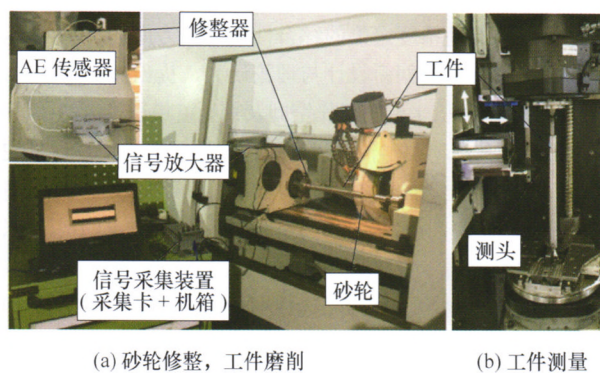 修整器
AE 传感器
工件
信号放大器
测头
信号采集装置
( 采集卡 + 机箱 )
砂轮
(a) 砂轮修整，工件磨削
(b) 工件测量